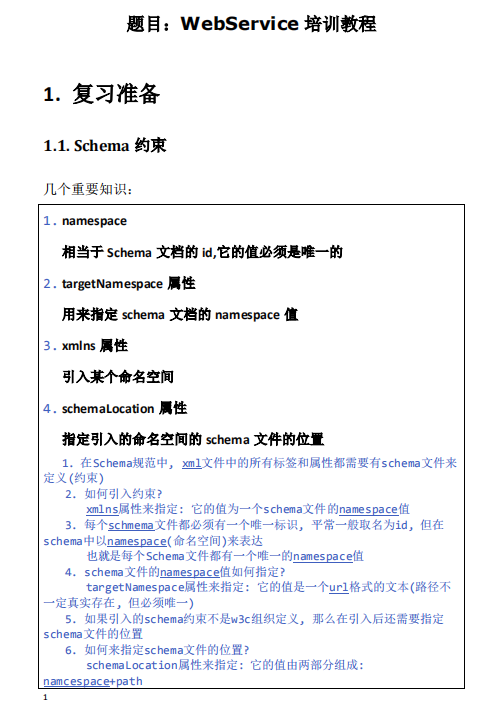 题目：WebService 培训教程
1. 复习准备
1.1. Schema 约束
几个重要知识：
1. namespace
相当于 Schema 文档的 id,它的值必须是唯一的
2. targetNamespace 属性
用来指定 schema 文档的 namespace 值
3. xmlns 属性
引入某个命名空间
4. schemaLocation 属性
指定引入的命名空间的 schema 文件的位置
1. 在Schema规范中, xml文件中的所有标签和属性都需要有schema文件来
定义(约束)
2. 如何引入约束?
xmlns属性来指定: 它的值为一个schema文件的namespace值
3. 每个schmema文件都必须有一个唯一标识, 平常一般取名为id, 但在
schema中以namespace(命名空间)来表达
也就是每个Schema文件都有一个唯一的namespace值
4. schema文件的namespace值如何指定?
targetNamespace属性来指定: 它的值是一个url格式的文本(路径不
一定真实存在, 但必须唯一)
5. 如果引入的schema约束不是w3c组织定义, 那么在引入后还需要指定
schema文件的位置
6. 如何来指定schema文件的位置?
schemaLocation属性来指定: 它的值由两部分组成:
namcespace+path
1